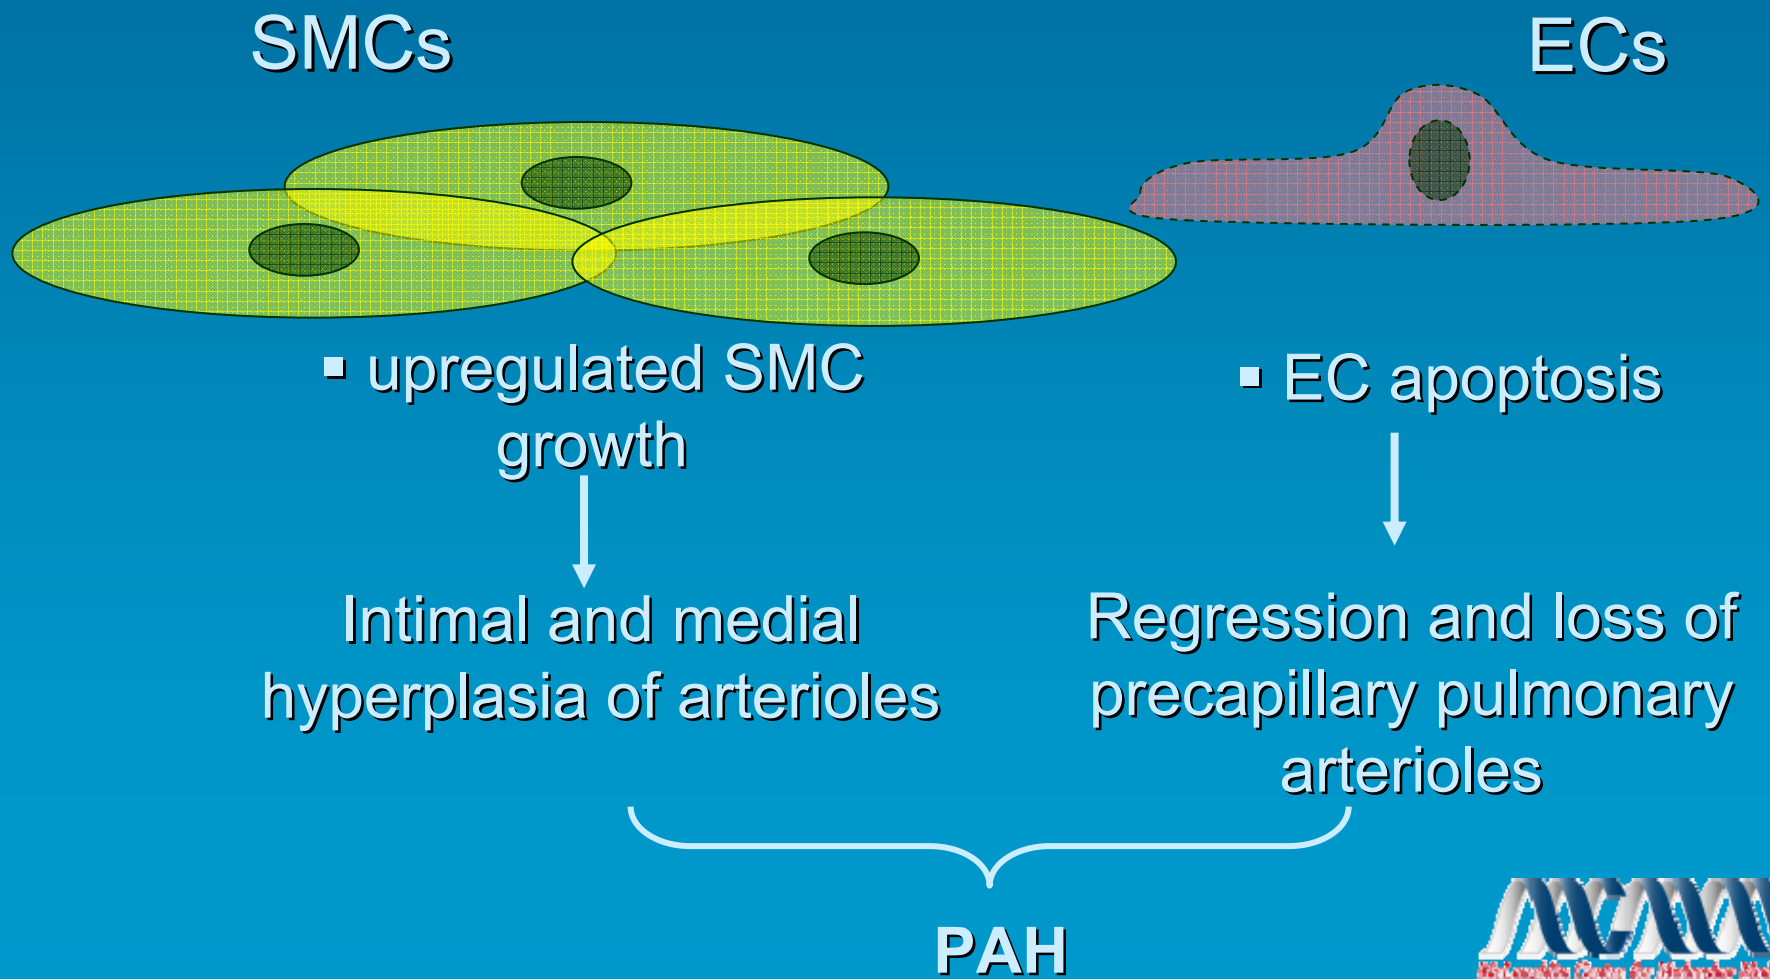 SMCs
ECs
▪ upregulated SMC
growth
▪ EC apoptosis
Intimal and medial
hyperplasia of arterioles
Regression and loss of
precapillary pulmonary
arterioles
PAH